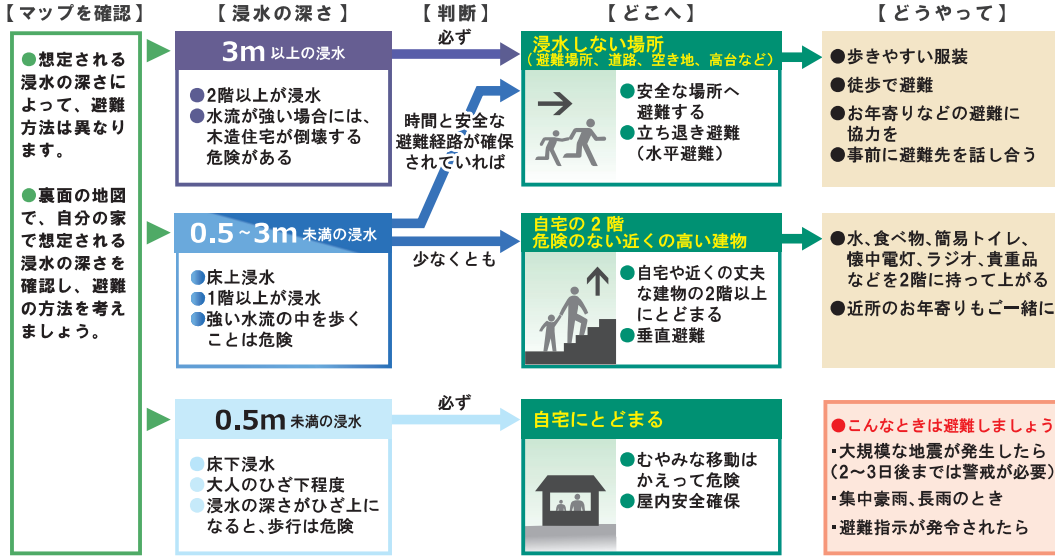 【マップを確認】
【浸水の深さ】
【判断】
【どこへ】
【どうやって】
●想定される
浸水の深さに
よって、避難
方法は異なり
ます。
●裏面の地図
で、自分の家
で想定される
浸水の深さを
確認し、避難
の方法を考え
ましょう。
3m以上の浸水
●2階以上が浸水
●水流が強い場合には、
木造住宅が倒壊する
危険がある
必ず
浸水しない場所
(避難場所、道路、空き地、高台など)
●安全な場所へ
避難する
●立ち退き避難
(水平避難)
●歩きやすい服装
●徒歩で避難
●お年寄りなどの避難に
協力を
●事前に避難先を話し合う
時間と安全な
避難経路が確保
されていれば
0.5~3m未満の浸水
●床上浸水
●1階以上が浸水
●強い水流の中を歩く
ことは危険
少なくとも
自宅の2階
危険のない近くの高い建物
●自宅や近くの丈夫
な建物の2階以上
にとどまる
●垂直避難
●水、食べ物、簡易トイレ、
懐中電灯、ラジオ、貴重品
などを2階に持って上がる
●近所のお年寄りもご一緒に
0.5m未満の浸水
●床下浸水
●大人のひざ下程度
●浸水の深さがひざ上に
なると、歩行は危険
必ず
自宅にとどまる
●むやみな移動は
かえって危険
●屋内安全確保
●こんなときは避難しましょう
・大規模な地震が発生したら
(2〜3日後までは警戒が必要)
・集中豪雨、長雨のとき
・避難指示が発令されたら